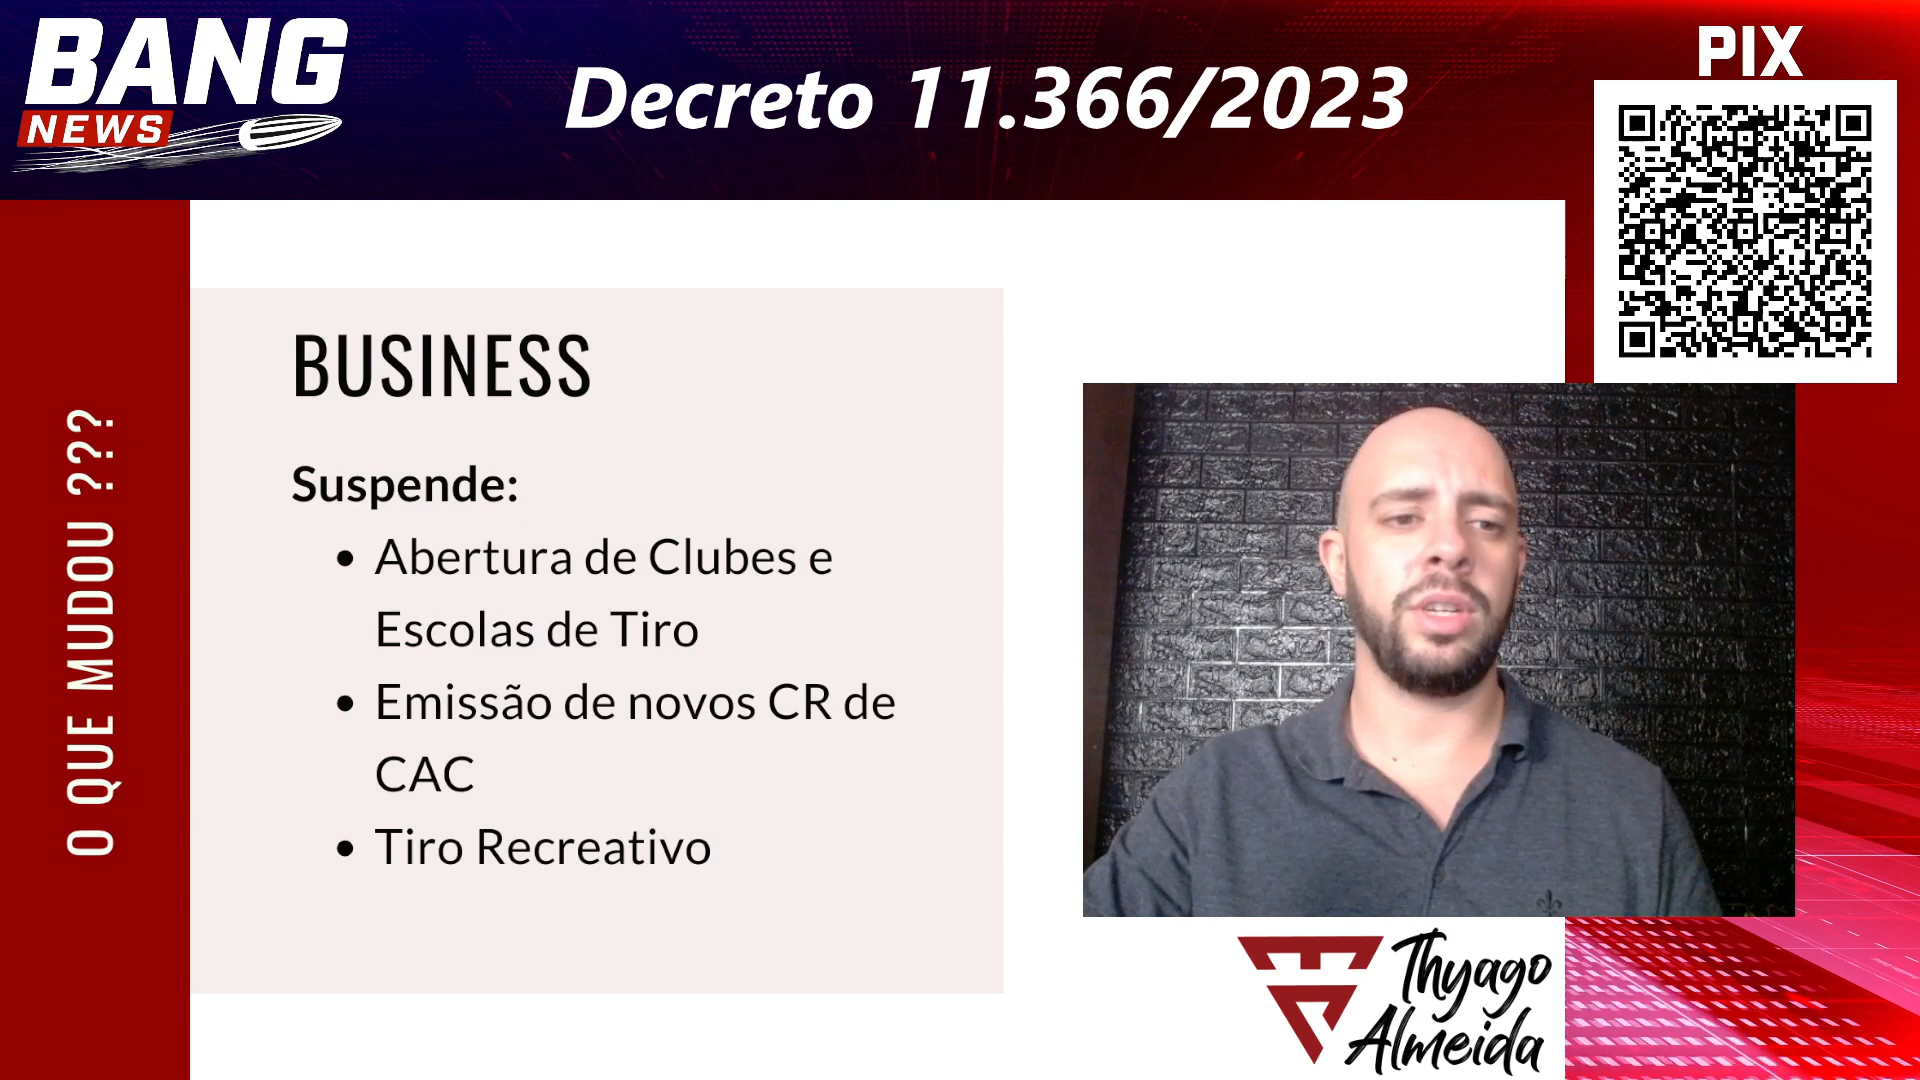 BANG
NEWS
Decreto 11.366/2023
PIX
O QUE MUDOU ???
BUSINESS
Suspende:
• Abertura de Clubes e
Escolas de Tiro
• Emissão de novos CR de
CAC
• Tiro Recreativo
Thyago
Almeida